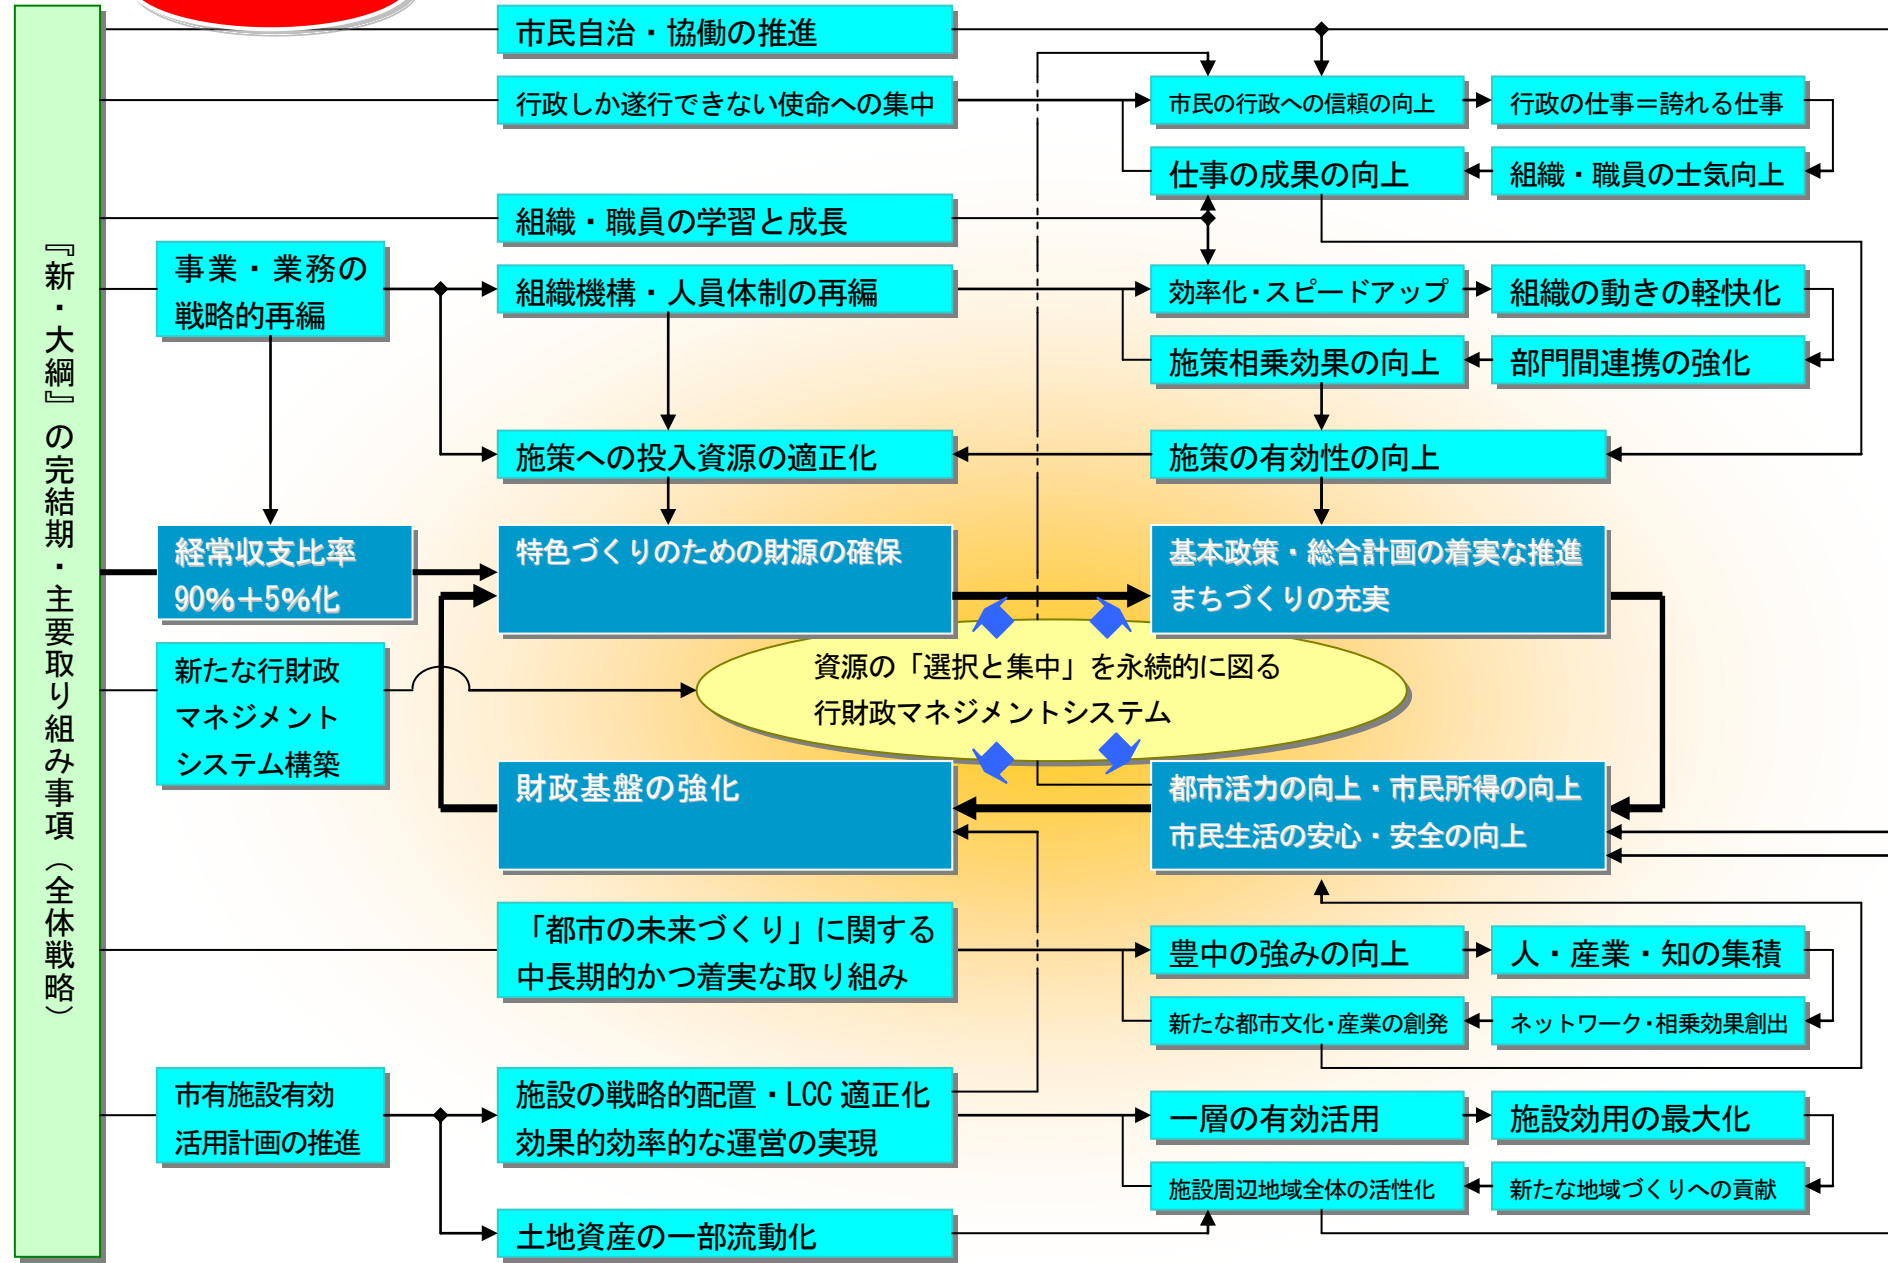 『新・大綱』の完結期・主要取り組み事項（全体戦略）
市民自治・協働の推進
行政しか遂行できない使命への集中
市民の行政への信頼の向上
行政の仕事＝誇れる仕事
仕事の成果の向上
組織・職員の士気向上
組織・職員の学習と成長
事業・業務の
戦略的再編
組織機構・人員体制の再編
効率化・スピードアップ
組織の動きの軽快化
施策相乗効果の向上
部門間連携の強化
施策への投入資源の適正化
施策の有効性の向上
経常収支比率
90％＋5％化
特色づくりのための財源の確保
基本政策・総合計画の着実な推進
まちづくりの充実
新たな行財政
マネジメント
システム構築
資源の「選択と集中」を永続的に図る
行財政マネジメントシステム
財政基盤の強化
都市活力の向上・市民所得の向上
市民生活の安心・安全の向上
「都市の未来づくり」に関する
中長期的かつ着実な取り組み
豊中の強みの向上
人・産業・知の集積
新たな都市文化・産業の創発
ネットワーク・相乗効果創出
市有施設有効
活用計画の推進
施設の戦略的配置・LCC 適正化
効果的効率的な運営の実現
一層の有効活用
施設効用の最大化
施設周辺地域全体の活性化
新たな地域づくりへの貢献
土地資産の一部流動化